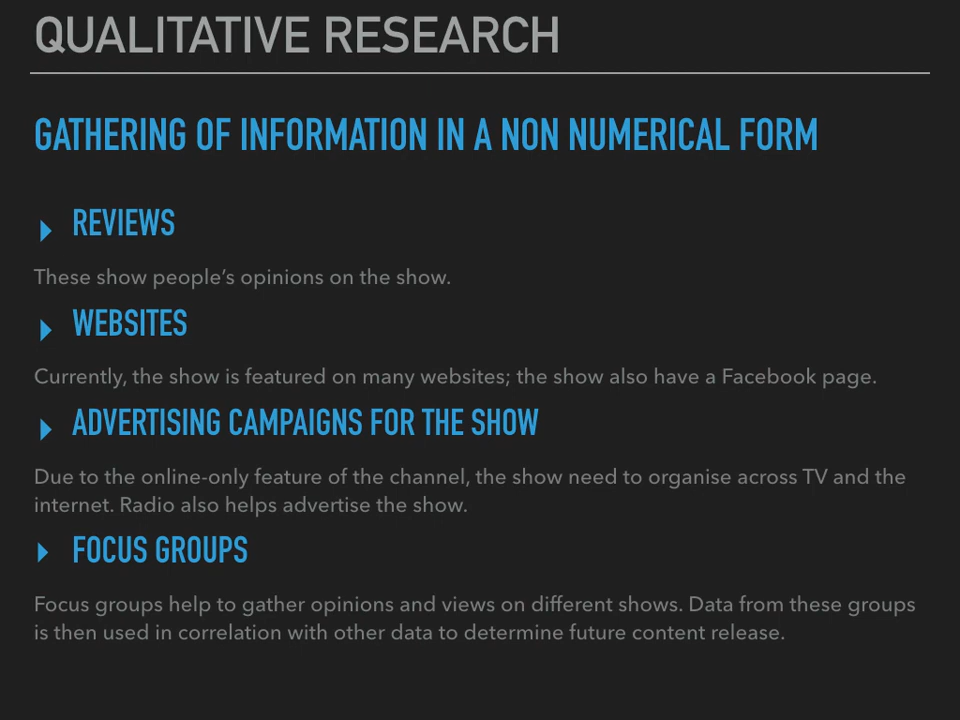 QUALITATIVE RESEARCH
GATHERING OF INFORMATION IN A NON NUMERICAL FORM
REVIEWS
These show people's opinions on the show.
WEBSITES
Currently, the show is featured on many websites; the show also have a Facebook page.
ADVERTISING CAMPAIGNS FOR THE SHOW
Due to the online-only feature of the channel, the show need to organise across TV and the
internet. Radio also helps advertise the show.
FOCUS GROUPS
Focus groups help to gather opinions and views on different shows. Data from these groups
is then used in correlation with other data to determine future content release.